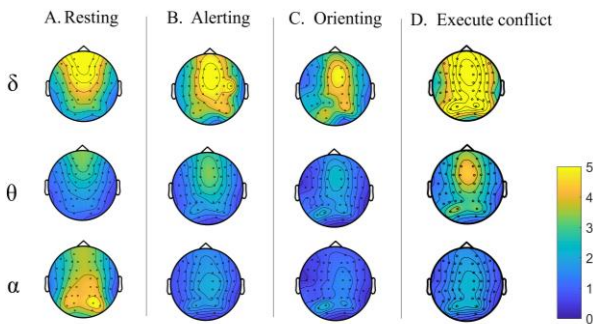 A. Resting B. Alerting C. Orienting D. Execute conflict
δ
θ
α
5
4
3
2
1
0